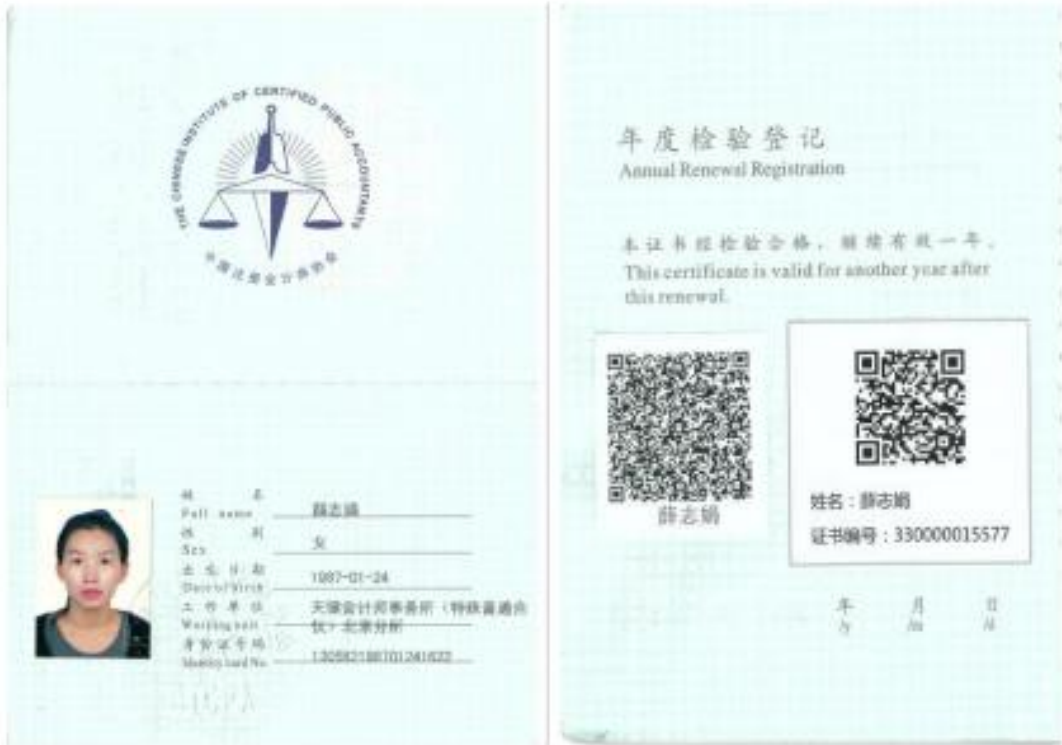 THE CHINESE INSTITUTE OF CERTIFIED PUBLIC ACCOUNTANTS
中国注册会计师协会
姓 名
Full name 薛志娟
性 别
Sex 女
出 生 日 期
Date of birth 1987-01-24
工 作 单 位 天健会计师事务所(特殊普通合
Working unit 伙)北京分所
身份证号码
Identity card No.
年度检验登记
Annual Renewal Registration
本证书经检验合格,继续有效一年。
This certificate is valid for another year after
this renewal.
薛志娟
姓名:薛志娟
证书编号:330000015577
年 月 日
/y /m /d